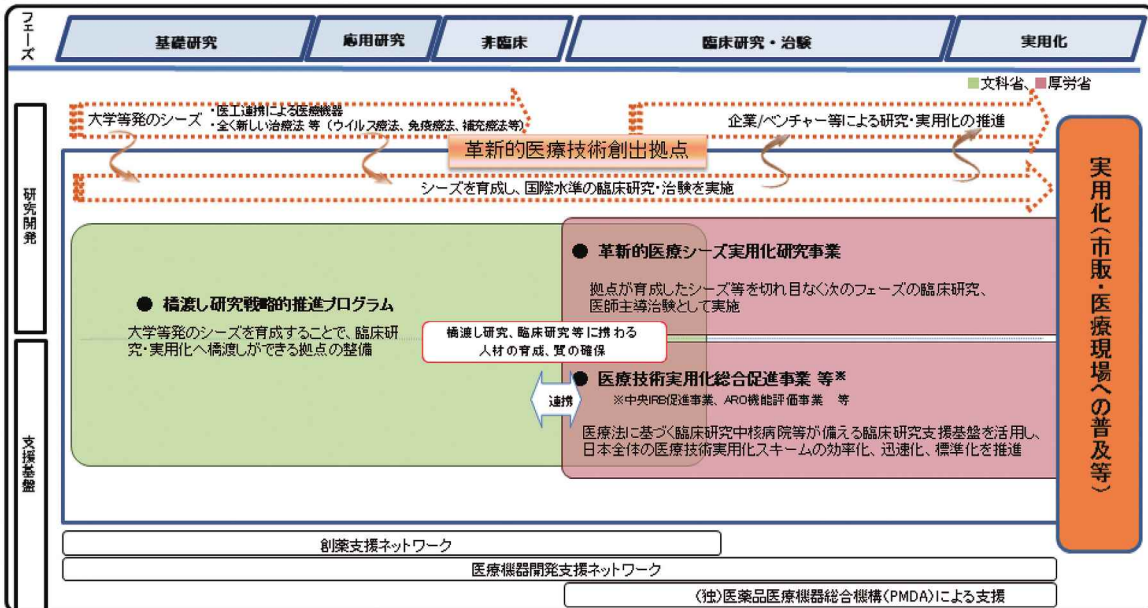 フェーズ
基礎研究
応用研究
非臨床
臨床研究・治験
実用化
■文科省、■厚労省
研究開発
大学等発のシーズ
・医工連携による医療機器
・全く新しい治療法 等（ウイルス療法、免疫療法、補充療法等）
企業/ベンチャー等による研究・実用化の推進
革新的医療技術創出拠点
シーズを育成し、国際水準の臨床研究・治験を実施
● 橋渡し研究戦略的推進プログラム
大学等発のシーズを育成することで、臨床研
究・実用化へ橋渡しができる拠点の整備
● 革新的医療シーズ実用化研究事業
拠点が育成したシーズ等を切れ目なく次のフェーズの臨床研究、
医師主導治験として実施
橋渡し研究、臨床研究等に携わる
人材の育成、質の確保
連携
支援基盤
● 医療技術実用化総合促進事業 等※
※中央IRB促進事業、ARO機能評価事業 等
医療法に基づく臨床研究中核病院等が備える臨床研究支援基盤を活用し、
日本全体の医療技術実用化スキームの効率化、迅速化、標準化を推進
実用化（市販・医療現場への普及等）
創薬支援ネットワーク
医療機器開発支援ネットワーク
（独）医薬品医療機器総合機構（PMDA）による支援